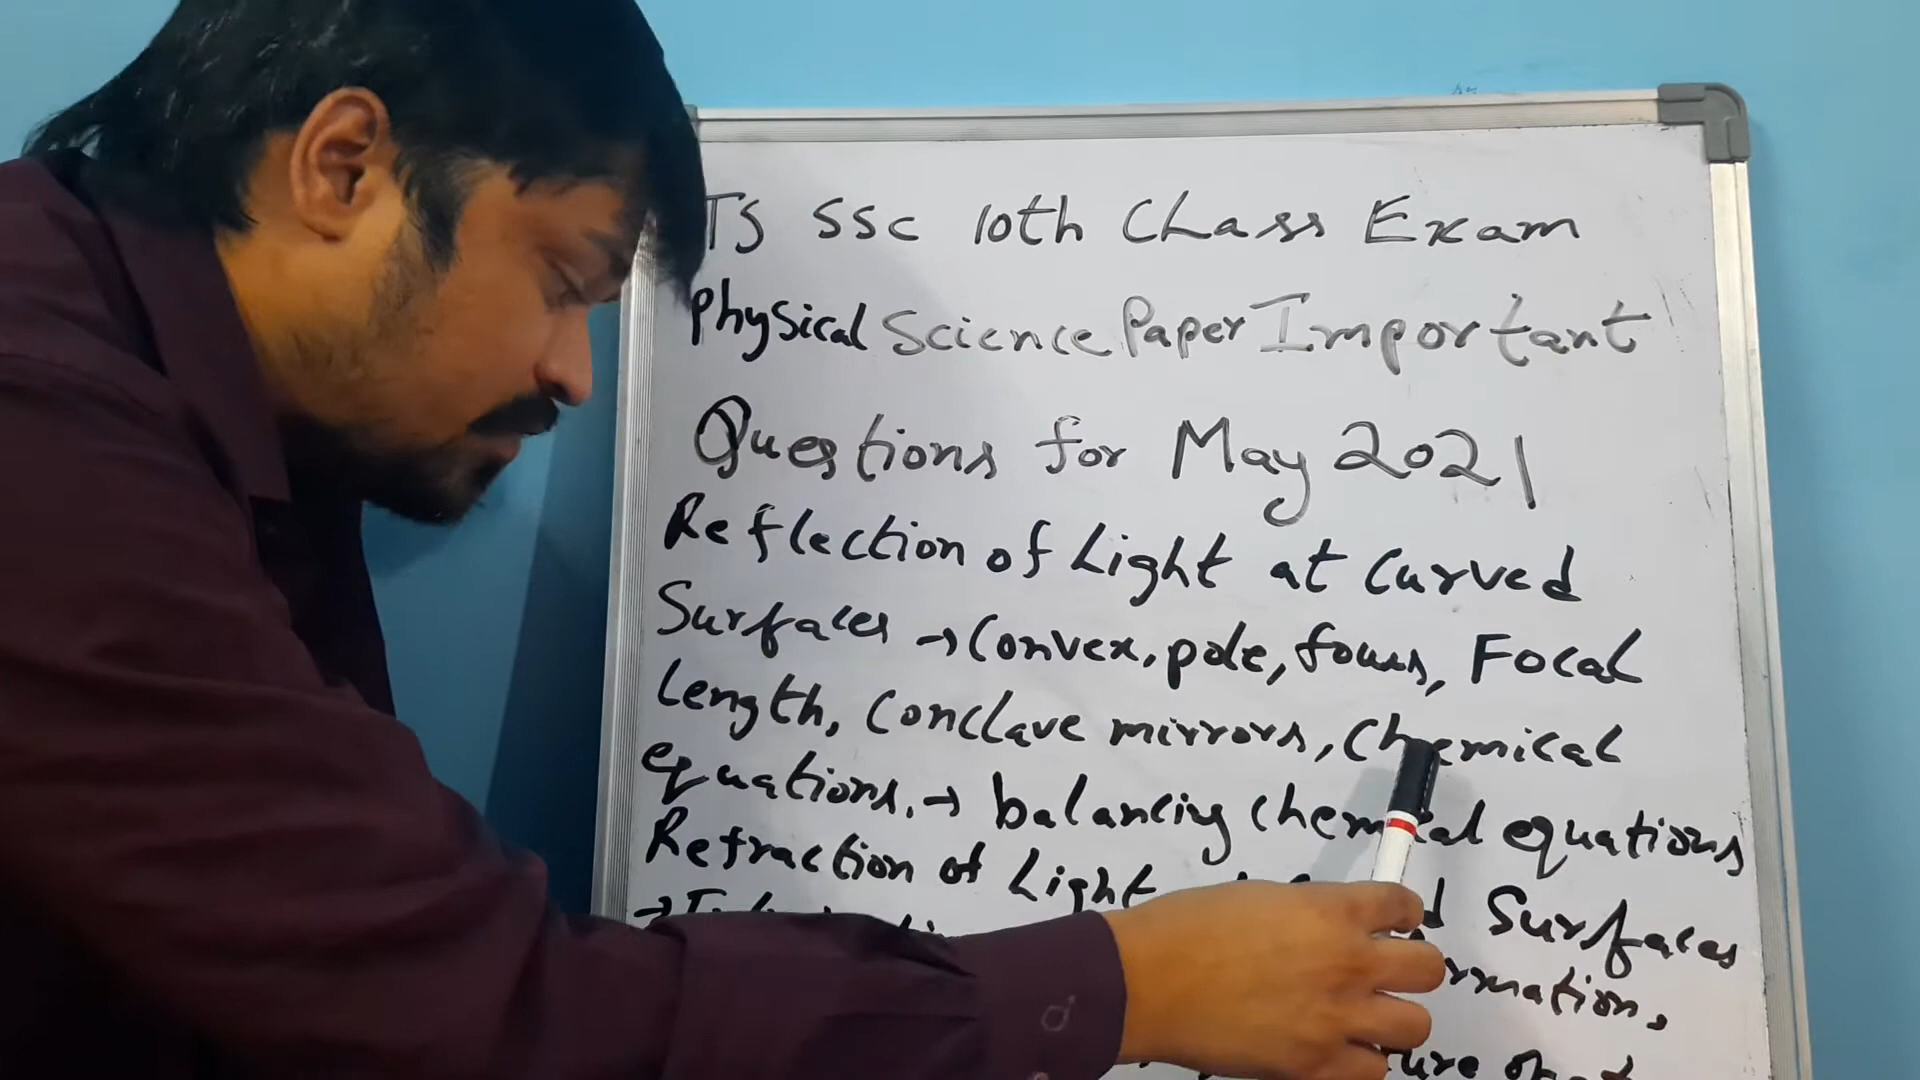 TS SSC 10th Class Exam
Physical Science Paper Important
Questions for May 2021
Reflection of Light at Curved
Surfaces → Convex, pole, focus, Focal
length, Conclave mirrors, Chemical
equations, → balancing chemical equations
Refraction of Light Surfaces